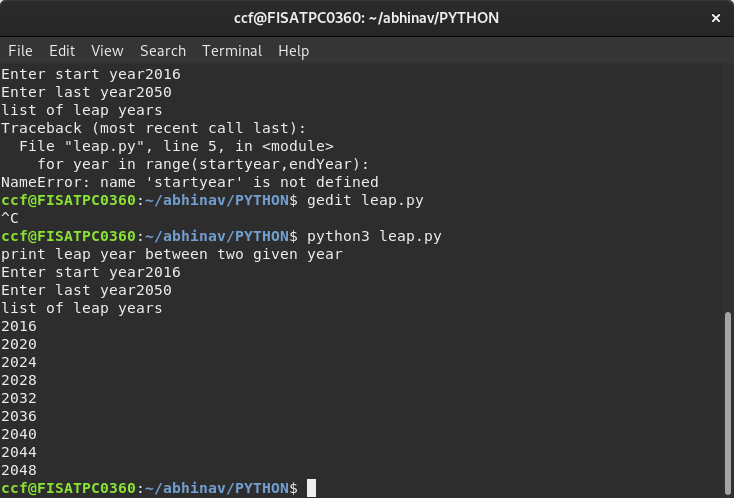 ccf@FISATPC0360: ~/abhinav/PYTHON
File Edit View Search Terminal Help
Enter start year2016
Enter last year2050
list of leap years
Traceback (most recent call last):
  File "leap.py", line 5, in <module>
    for year in range(startyear,endYear):
NameError: name 'startyear' is not defined
ccf@FISATPC0360:~/abhinav/PYTHON$ gedit leap.py
^C
ccf@FISATPC0360:~/abhinav/PYTHON$ python3 leap.py
print leap year between two given year
Enter start year2016
Enter last year2050
list of leap years
2016
2020
2024
2028
2032
2036
2040
2044
2048
ccf@FISATPC0360:~/abhinav/PYTHON$